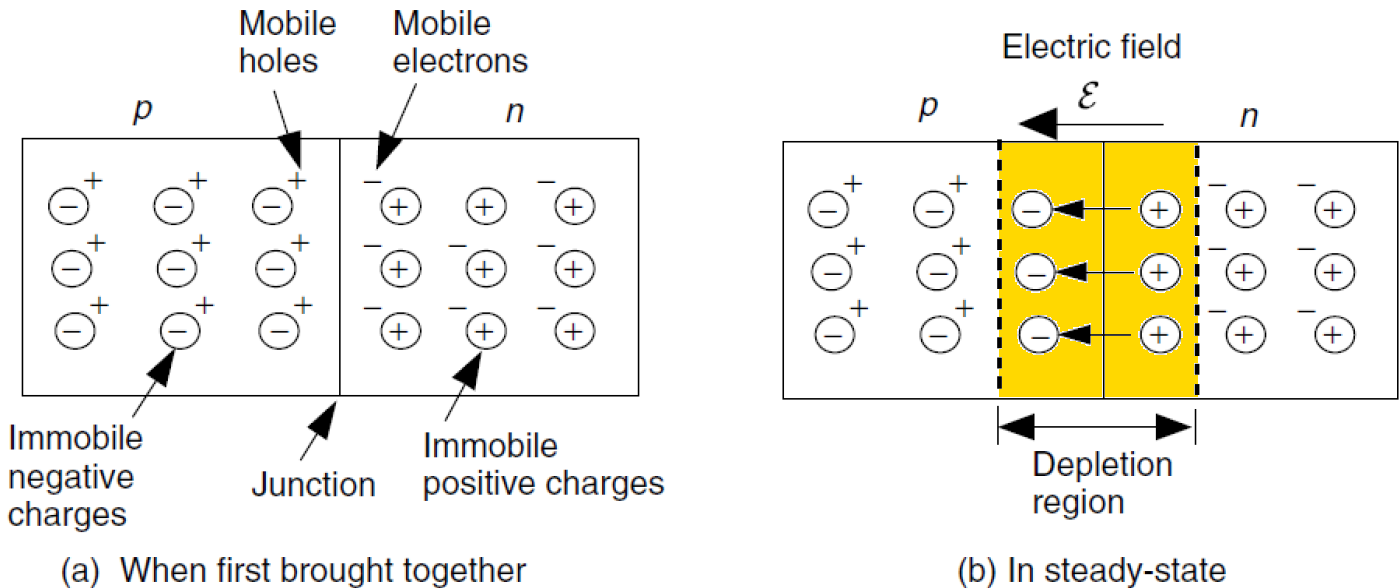 Mobile
holes
Mobile
electrons
p
n
+ + + − −
− − − + + +
+ + + − − −
− − − + + +
+ + + − − −
− − − + + +
Immobile
negative
charges
Junction
Immobile
positive charges
(a) When first brought together
Electric field
ℰ
p
n
+ + − −
− − − + + +
+ + − −
− − − + + +
+ + − −
− − − + + +
Depletion
region
(b) In steady-state